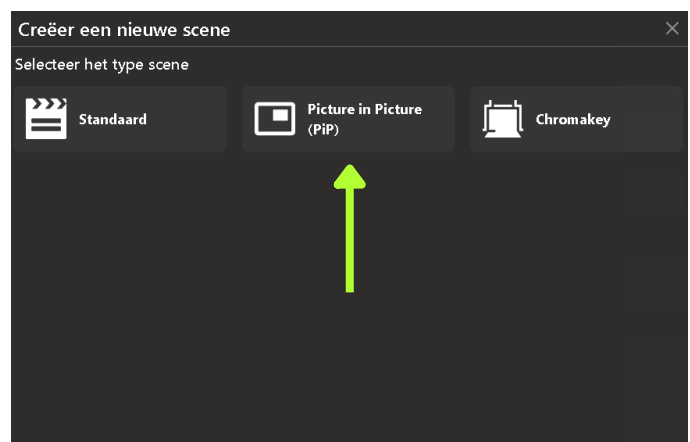 Creëer een nieuwe scene
Selecteer het type scene
Standaard
Picture in Picture
(PiP)
Chromakey